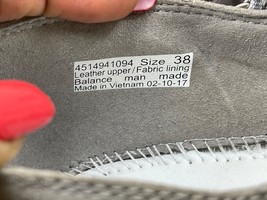 4514941094 Size 38
Leather upper/Fabric lining
Balance man made
Made in Vietnam 02-10-17